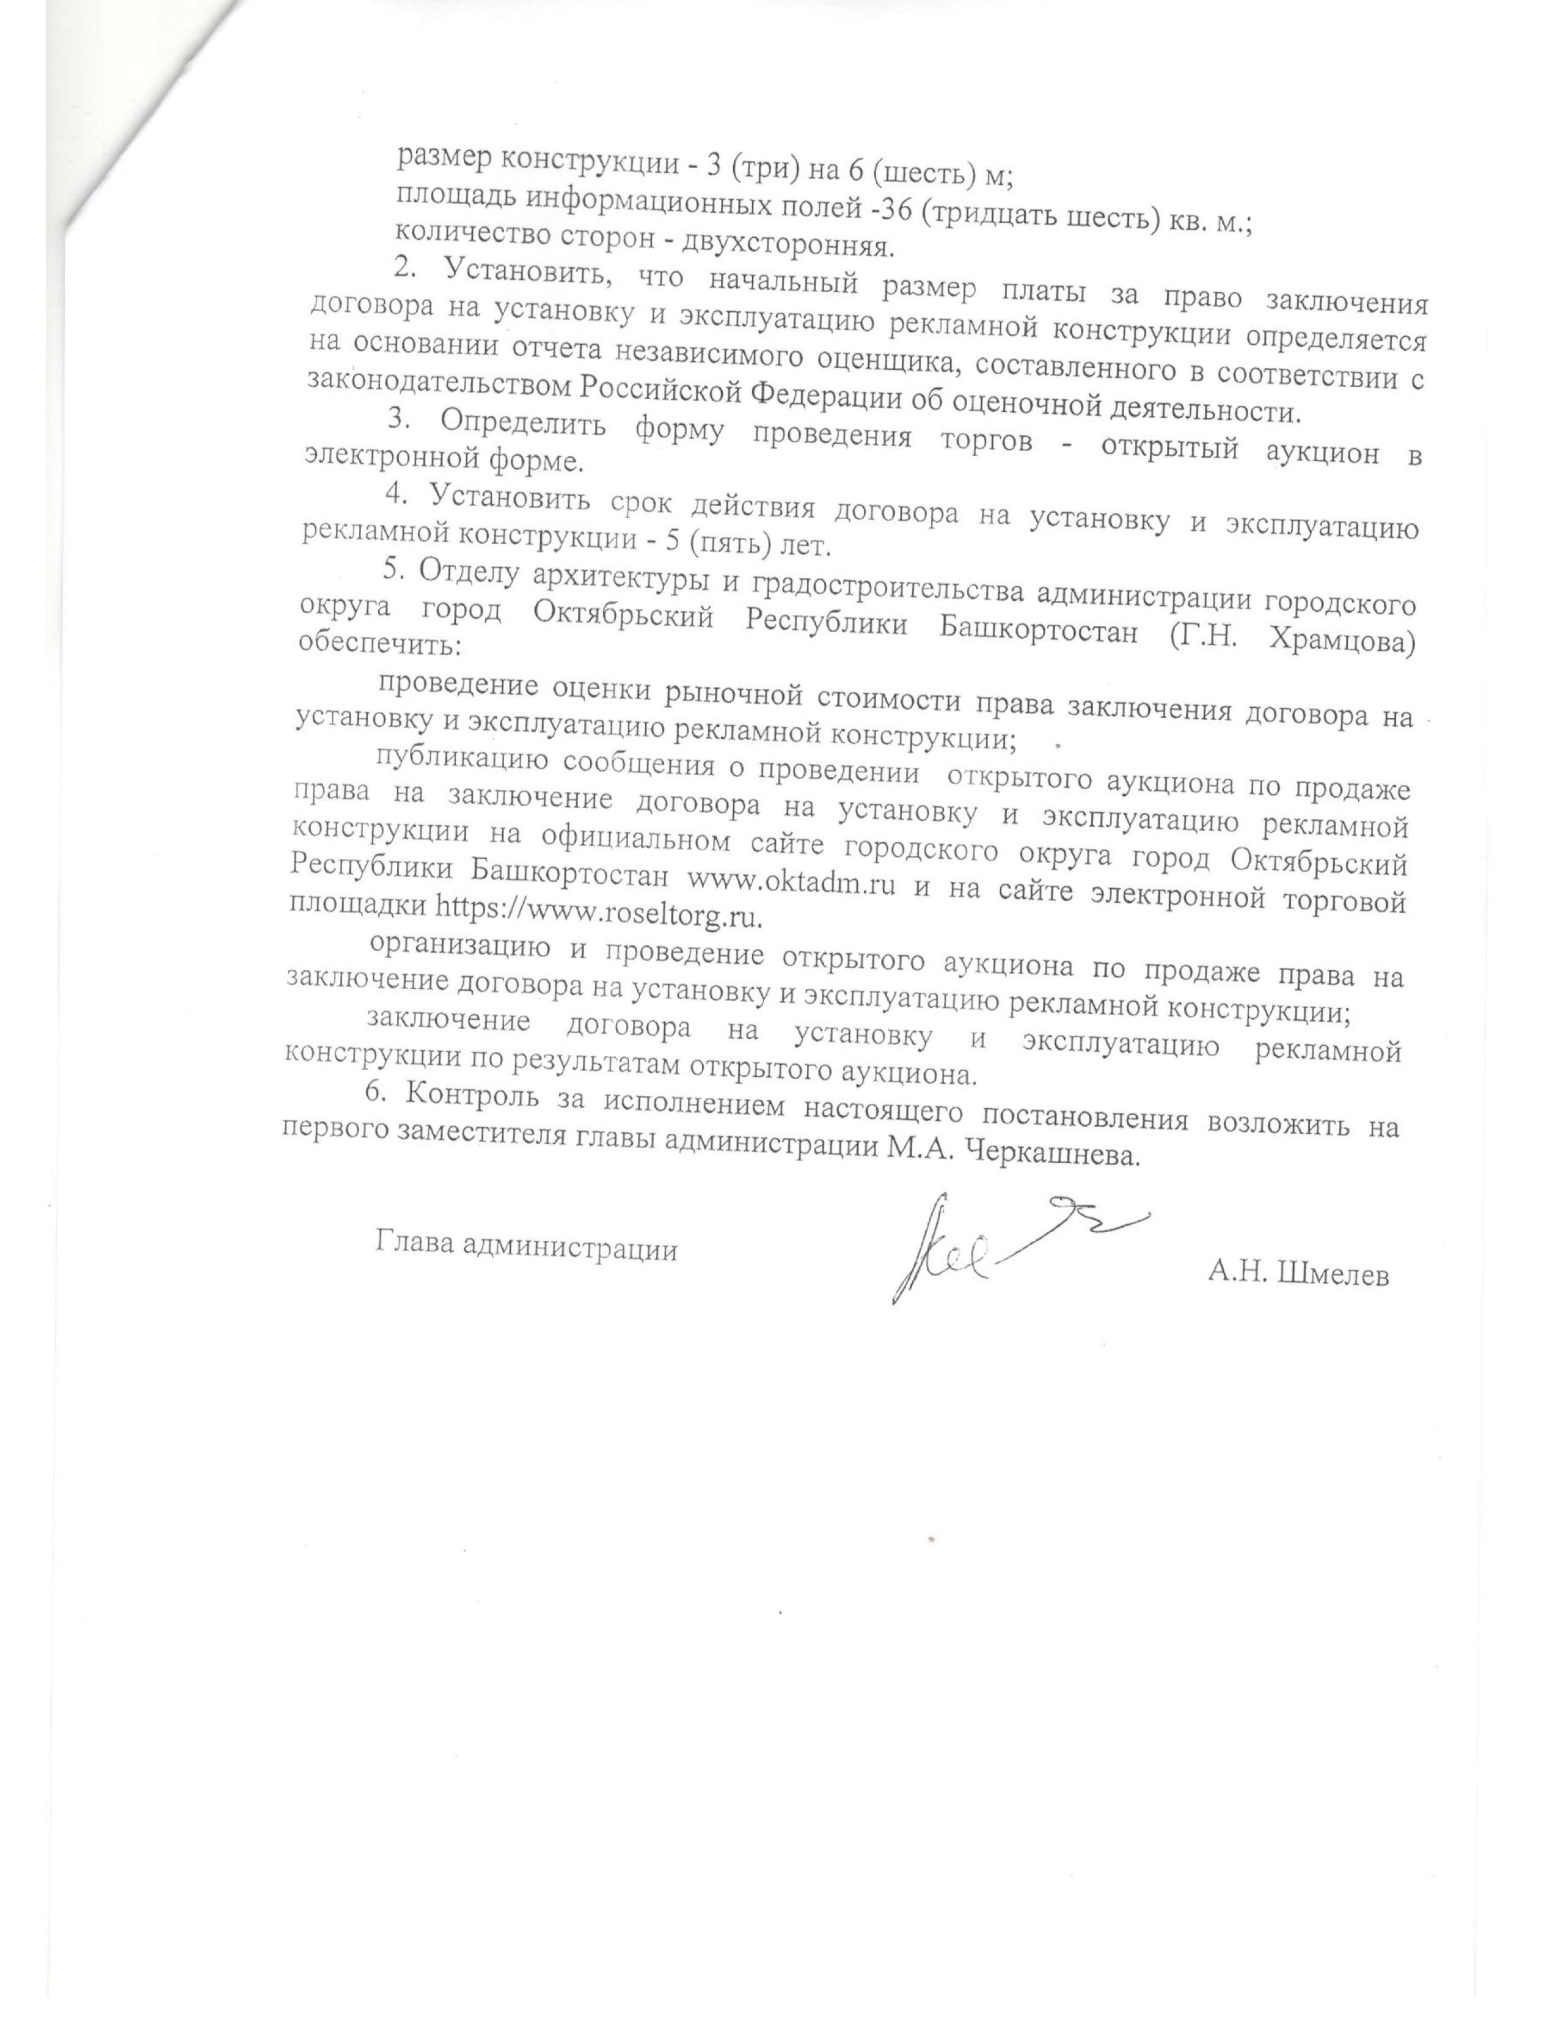 размер конструкции - 3 (три) на 6 (шесть) м;
площадь информационных полей -36 (тридцать шесть) кв. м.;
количество сторон - двухсторонняя.
2. Установить, что начальный размер платы за право заключения
договора на установку и эксплуатацию рекламной конструкции определяется
на основании отчета независимого оценщика, составленного в соответствии с
законодательством Российской Федерации об оценочной деятельности.
3. Определить форму проведения торгов - открытый аукцион в
электронной форме.
4. Установить срок действия договора на установку и эксплуатацию
рекламной конструкции - 5 (пять) лет.
5. Отделу архитектуры и градостроительства администрации городского
округа город Октябрьский Республики Башкортостан (Г.Н. Храмцова)
обеспечить:
проведение оценки рыночной стоимости права заключения договора на
установку и эксплуатацию рекламной конструкции;
публикацию сообщения о проведении открытого аукциона по продаже
права на заключение договора на установку и эксплуатацию рекламной
конструкции на официальном сайте городского округа город Октябрьский
Республики Башкортостан www.oktadm.ru и на сайте электронной торговой
площадки https://www.roseltorg.ru.
организацию и проведение открытого аукциона по продаже права на
заключение договора на установку и эксплуатацию рекламной конструкции;
заключение договора на установку и эксплуатацию рекламной
конструкции по результатам открытого аукциона.
6. Контроль за исполнением настоящего постановления возложить на
первого заместителя главы администрации М.А. Черкашнева.
Глава администрации
А.Н. Шмелев